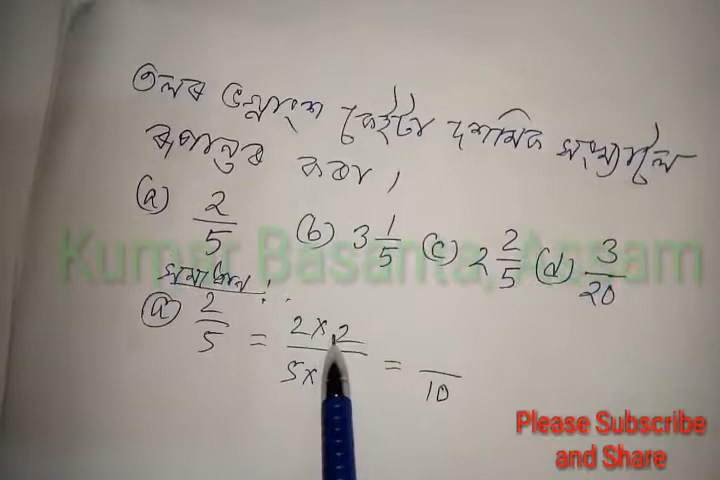 তলৰ ভগ্নাংশ কেইটা দশমিক সংখ্যালৈ
ৰূপান্তৰ কৰা ।
(a) 2/5 (b) 3 1/5 (c) 2 2/5 (d) 3/20
Kumar Basanta, Assam
সমাধান :
(a) 2/5 = 2×2/5× = /10
Please Subscribe
and Share